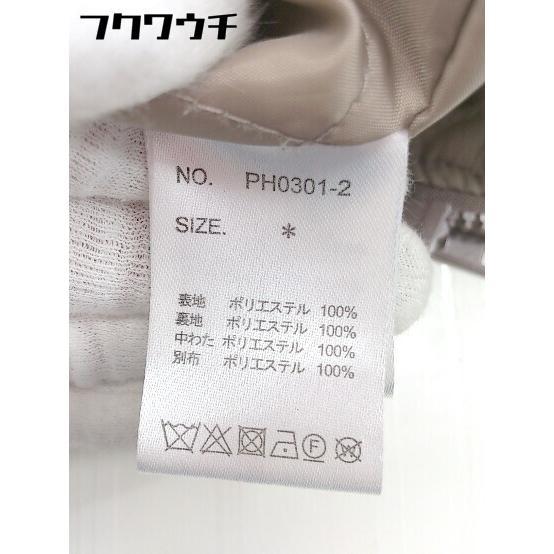 フクワウチ
NO. PH0301-2
SIZE. *
表地 ポリエステル 100%
裏地 ポリエステル 100%
中わた ポリエステル 100%
別布 ポリエステル 100%
F
W